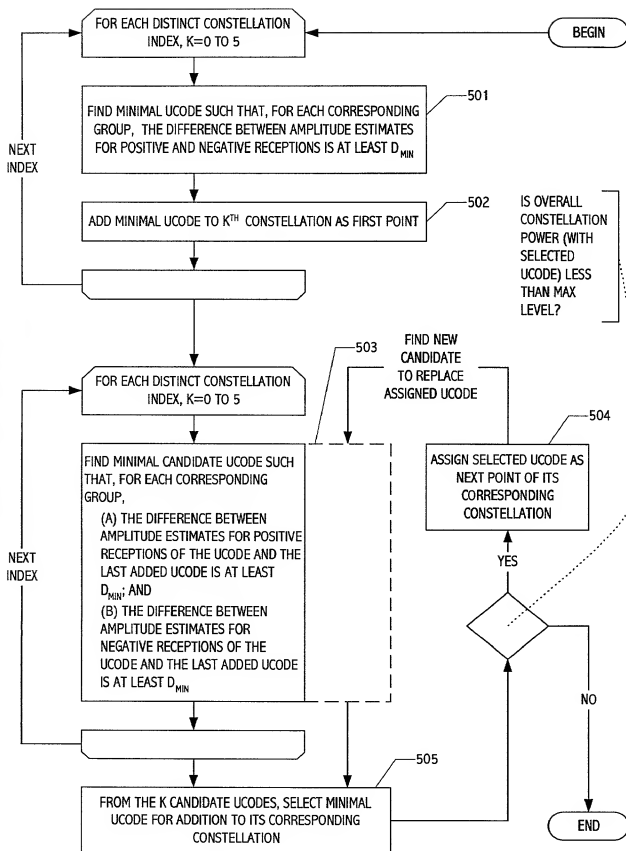 FOR EACH DISTINCT CONSTELLATION
INDEX, K=0 TO 5
BEGIN
501
FIND MINIMAL UCODE SUCH THAT, FOR EACH CORRESPONDING
GROUP, THE DIFFERENCE BETWEEN AMPLITUDE ESTIMATES
FOR POSITIVE AND NEGATIVE RECEPTIONS IS AT LEAST D_MIN
NEXT
INDEX
502
ADD MINIMAL UCODE TO K^TH CONSTELLATION AS FIRST POINT
IS OVERALL
CONSTELLATION
POWER (WITH
SELECTED
UCODE) LESS
THAN MAX
LEVEL?
503
FIND NEW
CANDIDATE
TO REPLACE
ASSIGNED UCODE
FOR EACH DISTINCT CONSTELLATION
INDEX, K=0 TO 5
504
ASSIGN SELECTED UCODE AS
NEXT POINT OF ITS
CORRESPONDING
CONSTELLATION
FIND MINIMAL CANDIDATE UCODE SUCH
THAT, FOR EACH CORRESPONDING
GROUP,
(A) THE DIFFERENCE BETWEEN
AMPLITUDE ESTIMATES FOR POSITIVE
RECEPTIONS OF THE UCODE AND THE
LAST ADDED UCODE IS AT LEAST
D_MIN; AND
(B) THE DIFFERENCE BETWEEN
AMPLITUDE ESTIMATES FOR
NEGATIVE RECEPTIONS OF THE
UCODE AND THE LAST ADDED UCODE
IS AT LEAST D_MIN
NEXT
INDEX
YES
NO
505
FROM THE K CANDIDATE UCODES, SELECT MINIMAL
UCODE FOR ADDITION TO ITS CORRESPONDING
CONSTELLATION
END